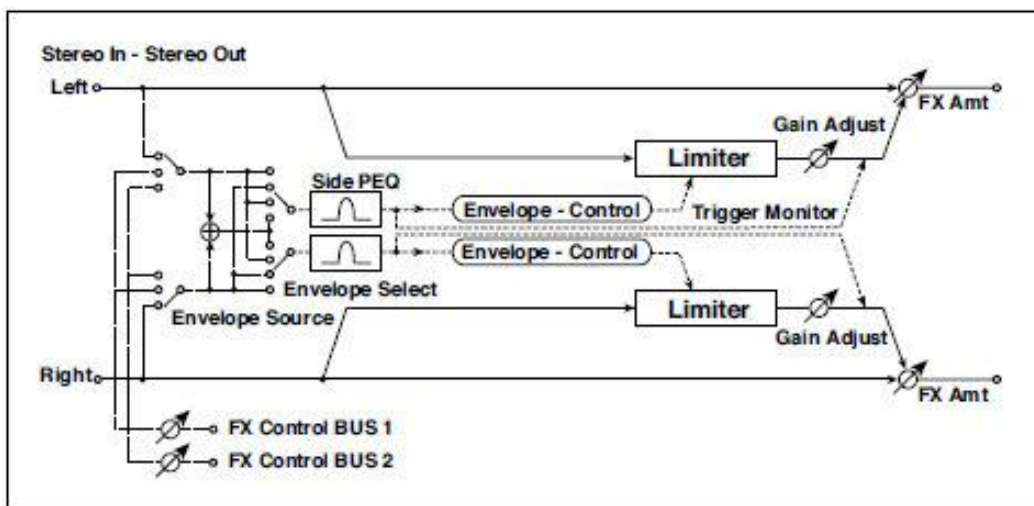 Stereo In - Stereo Out
Left
FX Amt
Gain Adjust
Limiter
Side PEQ
Envelope - Control
Trigger Monitor
Envelope - Control
Envelope Select
Envelope Source
Limiter
Gain Adjust
Right
FX Amt
FX Control BUS 1
FX Control BUS 2